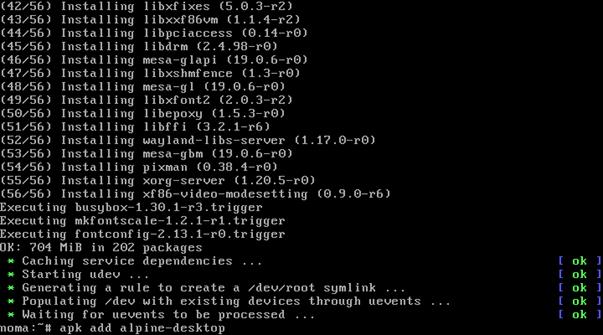 (42/56) Installing libxfixes (5.0.3-r2)
(43/56) Installing libxxf86vm (1.1.4-r2)
(44/56) Installing libpciaccess (0.14-r0)
(45/56) Installing libdrm (2.4.98-r0)
(46/56) Installing mesa-glapi (19.0.6-r0)
(47/56) Installing libxshmfence (1.3-r0)
(48/56) Installing mesa-gl (19.0.6-r0)
(49/56) Installing libxfont2 (2.0.3-r2)
(50/56) Installing libepoxy (1.5.3-r0)
(51/56) Installing libffi (3.2.1-r6)
(52/56) Installing wayland-libs-server (1.17.0-r0)
(53/56) Installing mesa-gbm (19.0.6-r0)
(54/56) Installing pixman (0.38.4-r0)
(55/56) Installing xorg-server (1.20.5-r0)
(56/56) Installing xf86-video-modesetting (0.9.0-r6)
Executing busybox-1.30.1-r3.trigger
Executing mkfontscale-1.2.1-r1.trigger
Executing fontconfig-2.13.1-r0.trigger
OK: 704 MiB in 202 packages
* Caching service dependencies ... [ ok ]
* Starting udev ... [ ok ]
* Generating a rule to create a /dev/root symlink ... [ ok ]
* Populating /dev with existing devices through uevents ... [ ok ]
* Waiting for uevents to be processed ... [ ok ]
noma:~# apk add alpine-desktop